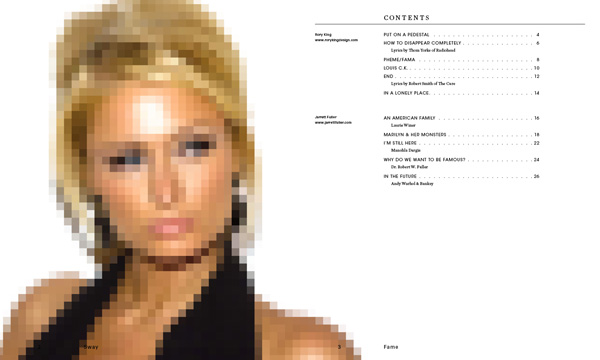 CONTENTS
Rory King
www.rorykingdesign.com
PUT ON A PEDESTAL 4
HOW TO DISAPPEAR COMPLETELY 6
Lyrics by Thom Yorke of Radiohead
PHEME/FAMA 8
LOUIS C.K. 10
END 12
Lyrics by Robert Smith of The Cure
IN A LONELY PLACE 14
Jarrett Fuller
www.jarrettfuller.com
AN AMERICAN FAMILY 16
Loerie Winer
MARILYN & HER MONSTERS 18
I'M STILL HERE 22
Manohla Dargis
WHY DO WE WANT TO BE FAMOUS? 24
Dr. Robert W. Fuller
IN THE FUTURE 26
Andy Warhol & Banksy
Away
3
Fame